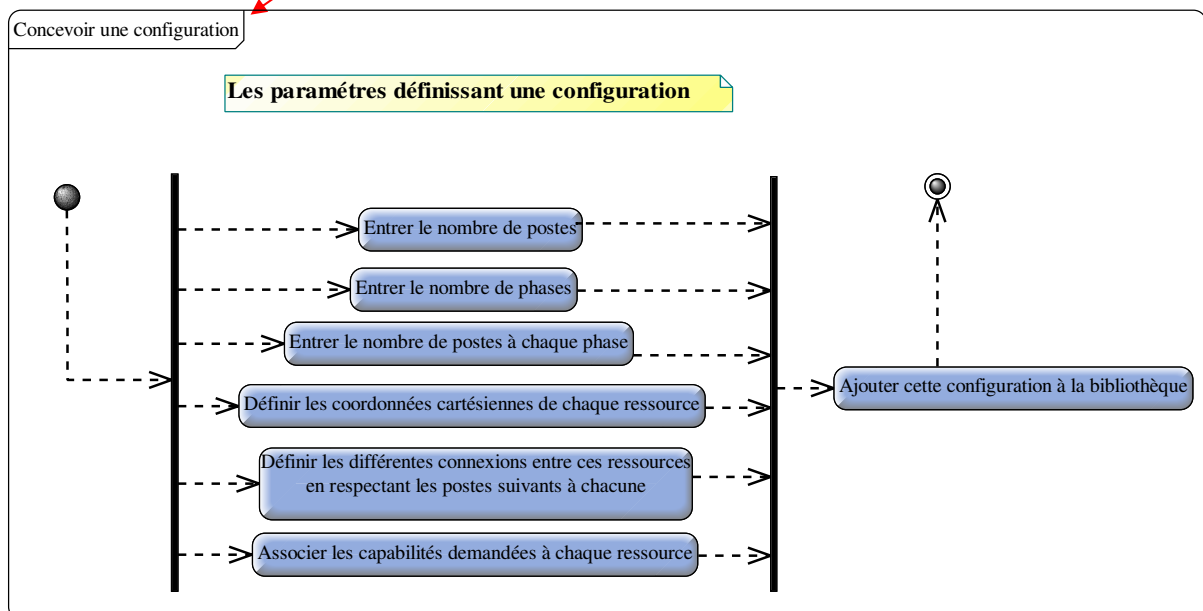 Concevoir une configuration
Les paramétres définissant une configuration
Entrer le nombre de postes
Entrer le nombre de phases
Entrer le nombre de postes à chaque phase
Ajouter cette configuration à la bibliothèque
Définir les coordonnées cartésiennes de chaque ressource
Définir les différentes connexions entre ces ressources
en respectant les postes suivants à chacune
Associer les capabilités demandées à chaque ressource